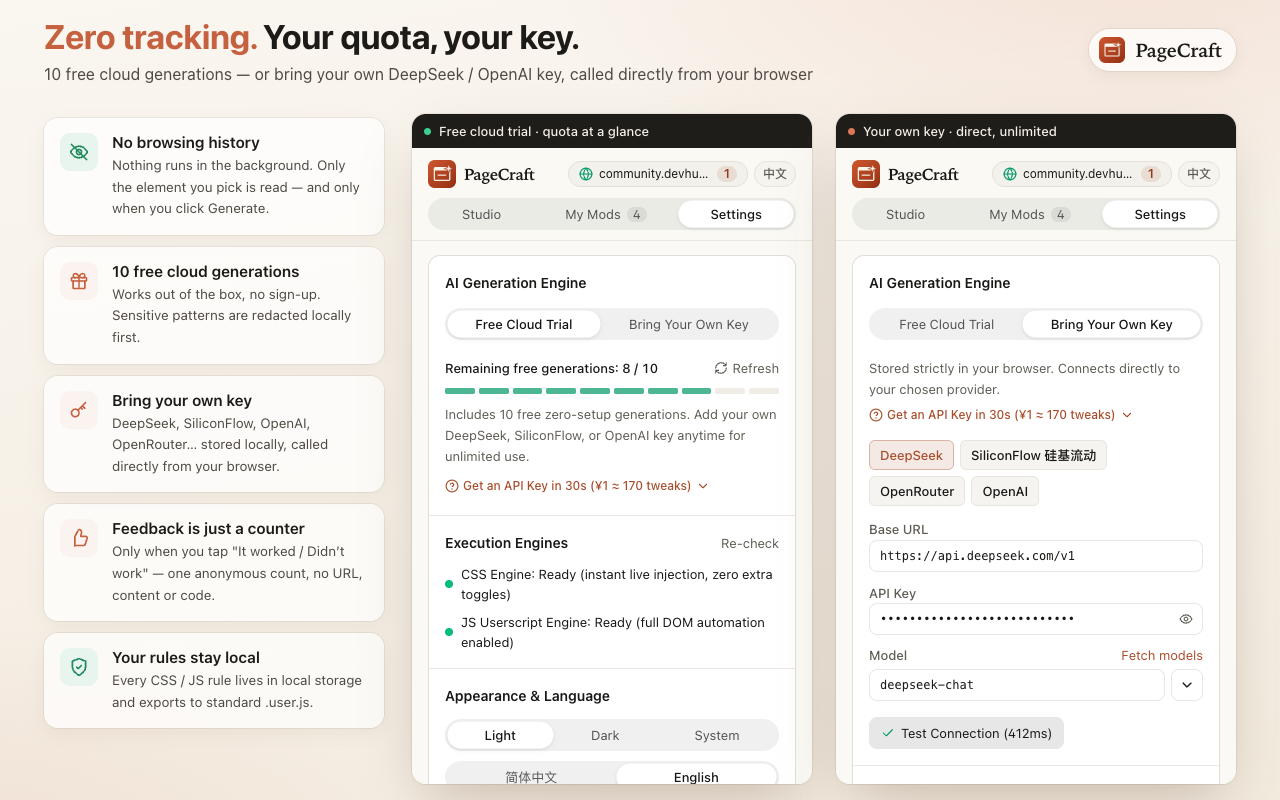 Zero tracking. Your quota, your key.
10 free cloud generations — or bring your own DeepSeek / OpenAI key, called directly from your browser
PageCraft
No browsing history
Nothing runs in the background. Only
the element you pick is read — and only
when you click Generate.
10 free cloud generations
Works out of the box, no sign-up.
Sensitive patterns are redacted locally
first.
Bring your own key
DeepSeek, SiliconFlow, OpenAI,
OpenRouter... stored locally, called
directly from your browser.
Feedback is just a counter
Only when you tap "It worked / Didn't
work" — one anonymous count, no URL,
content or code.
Your rules stay local
Every CSS / JS rule lives in local storage
and exports to standard .user.js.
Free cloud trial · quota at a glance
PageCraft
community.devhu... 1
中文
Studio
My Mods 4
Settings
AI Generation Engine
Free Cloud Trial
Bring Your Own Key
Remaining free generations: 8 / 10
Refresh
Includes 10 free zero-setup generations. Add your own
DeepSeek, SiliconFlow, or OpenAI key anytime for
unlimited use.
Get an API Key in 30s (¥1 ≈ 170 tweaks)
Execution Engines
Re-check
CSS Engine: Ready (instant live injection, zero extra
toggles)
JS Userscript Engine: Ready (full DOM automation
enabled)
Appearance & Language
Light
Dark
System
简体中文
English
Your own key · direct, unlimited
PageCraft
community.devhu... 1
中文
Studio
My Mods 4
Settings
AI Generation Engine
Free Cloud Trial
Bring Your Own Key
Stored strictly in your browser. Connects directly to
your chosen provider.
Get an API Key in 30s (¥1 ≈ 170 tweaks)
DeepSeek
SiliconFlow 硅基流动
OpenRouter
OpenAI
Base URL
https://api.deepseek.com/v1
API Key
•••••••••••••••••••••••••••
Model
Fetch models
deepseek-chat
Test Connection (412ms)